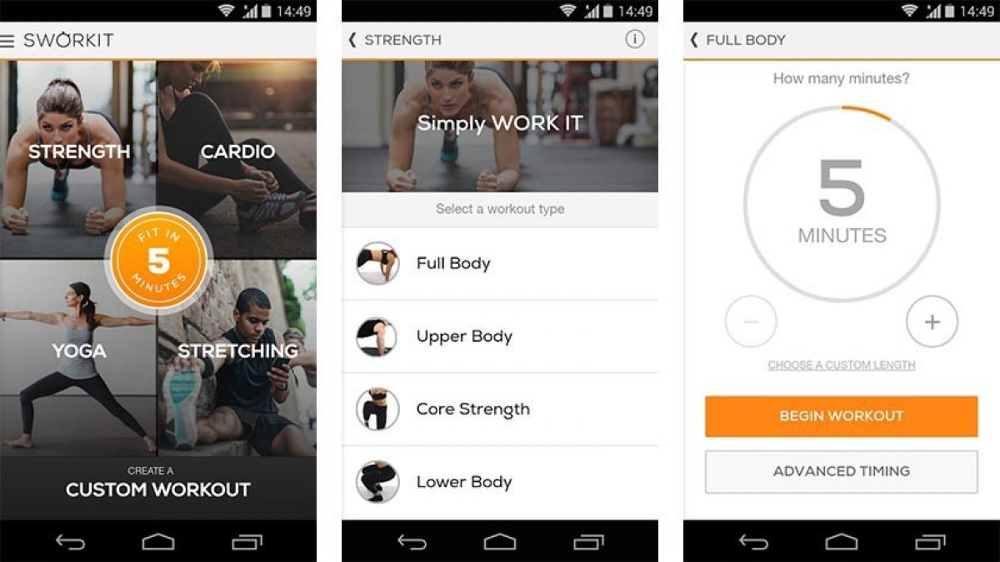 14:49
SWORKIT
STRENGTH
CARDIO
FIT IN
5
MINUTES
YOGA
STRETCHING
CREATE A
CUSTOM WORKOUT
14:49
STRENGTH
Simply WORK IT
Select a workout type
Full Body
Upper Body
Core Strength
Lower Body
14:49
FULL BODY
How many minutes?
5
MINUTES
CHOOSE A CUSTOM LENGTH
BEGIN WORKOUT
ADVANCED TIMING